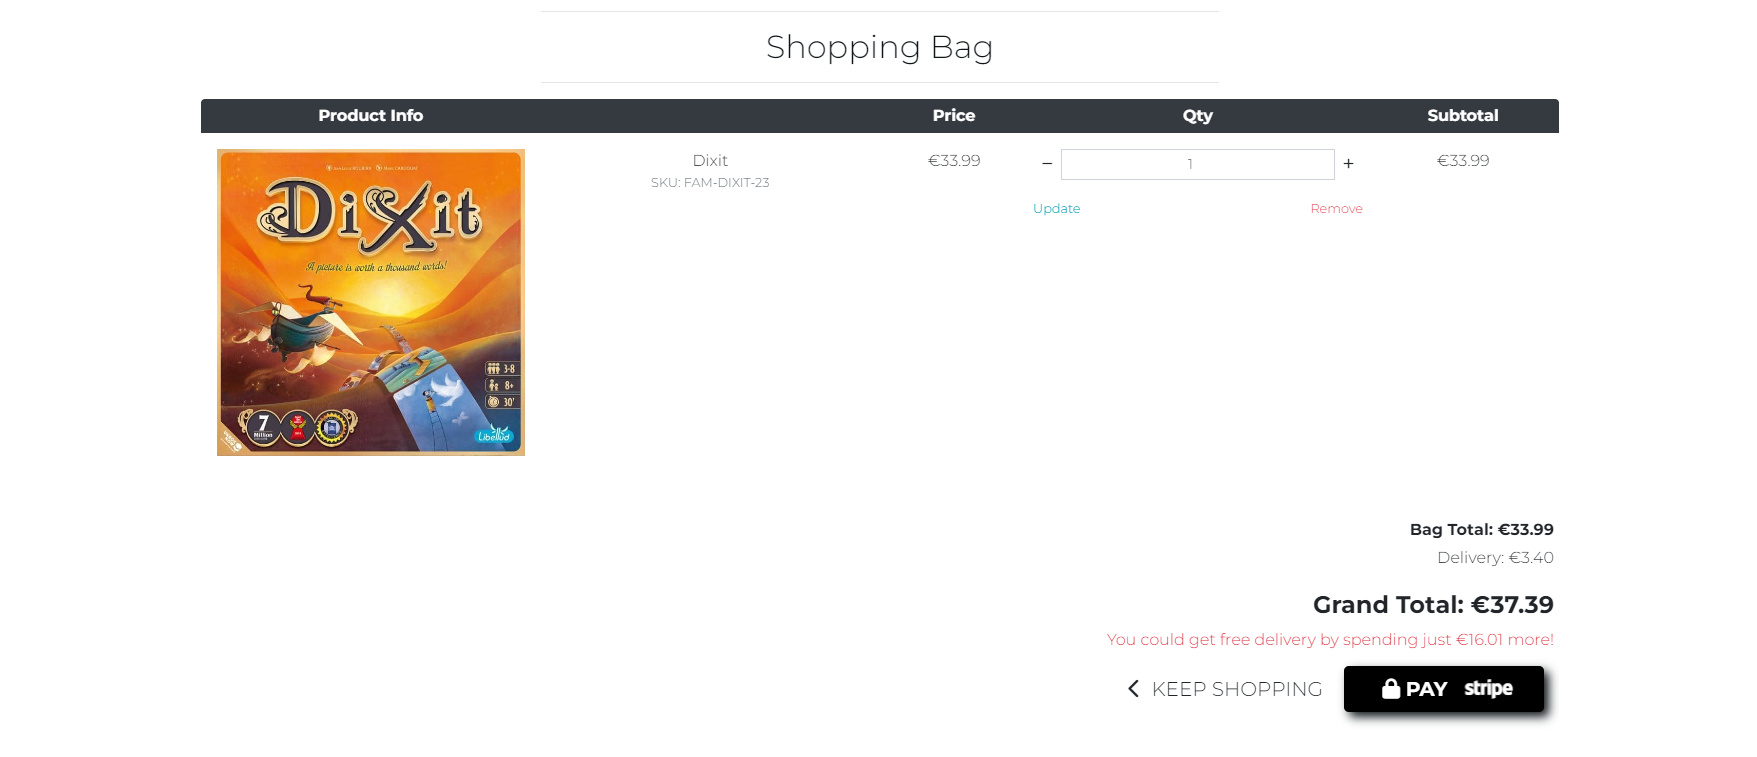 Shopping Bag
Product Info Price Qty Subtotal
Dixit
A picture is worth a thousand words!
3-8
8+
30'
7
Million
Libellud
Dixit
SKU: FAM-DIXIT-23
€33.99
− 1 +
Update Remove
€33.99
Bag Total: €33.99
Delivery: €3.40
Grand Total: €37.39
You could get free delivery by spending just €16.01 more!
KEEP SHOPPING PAY stripe